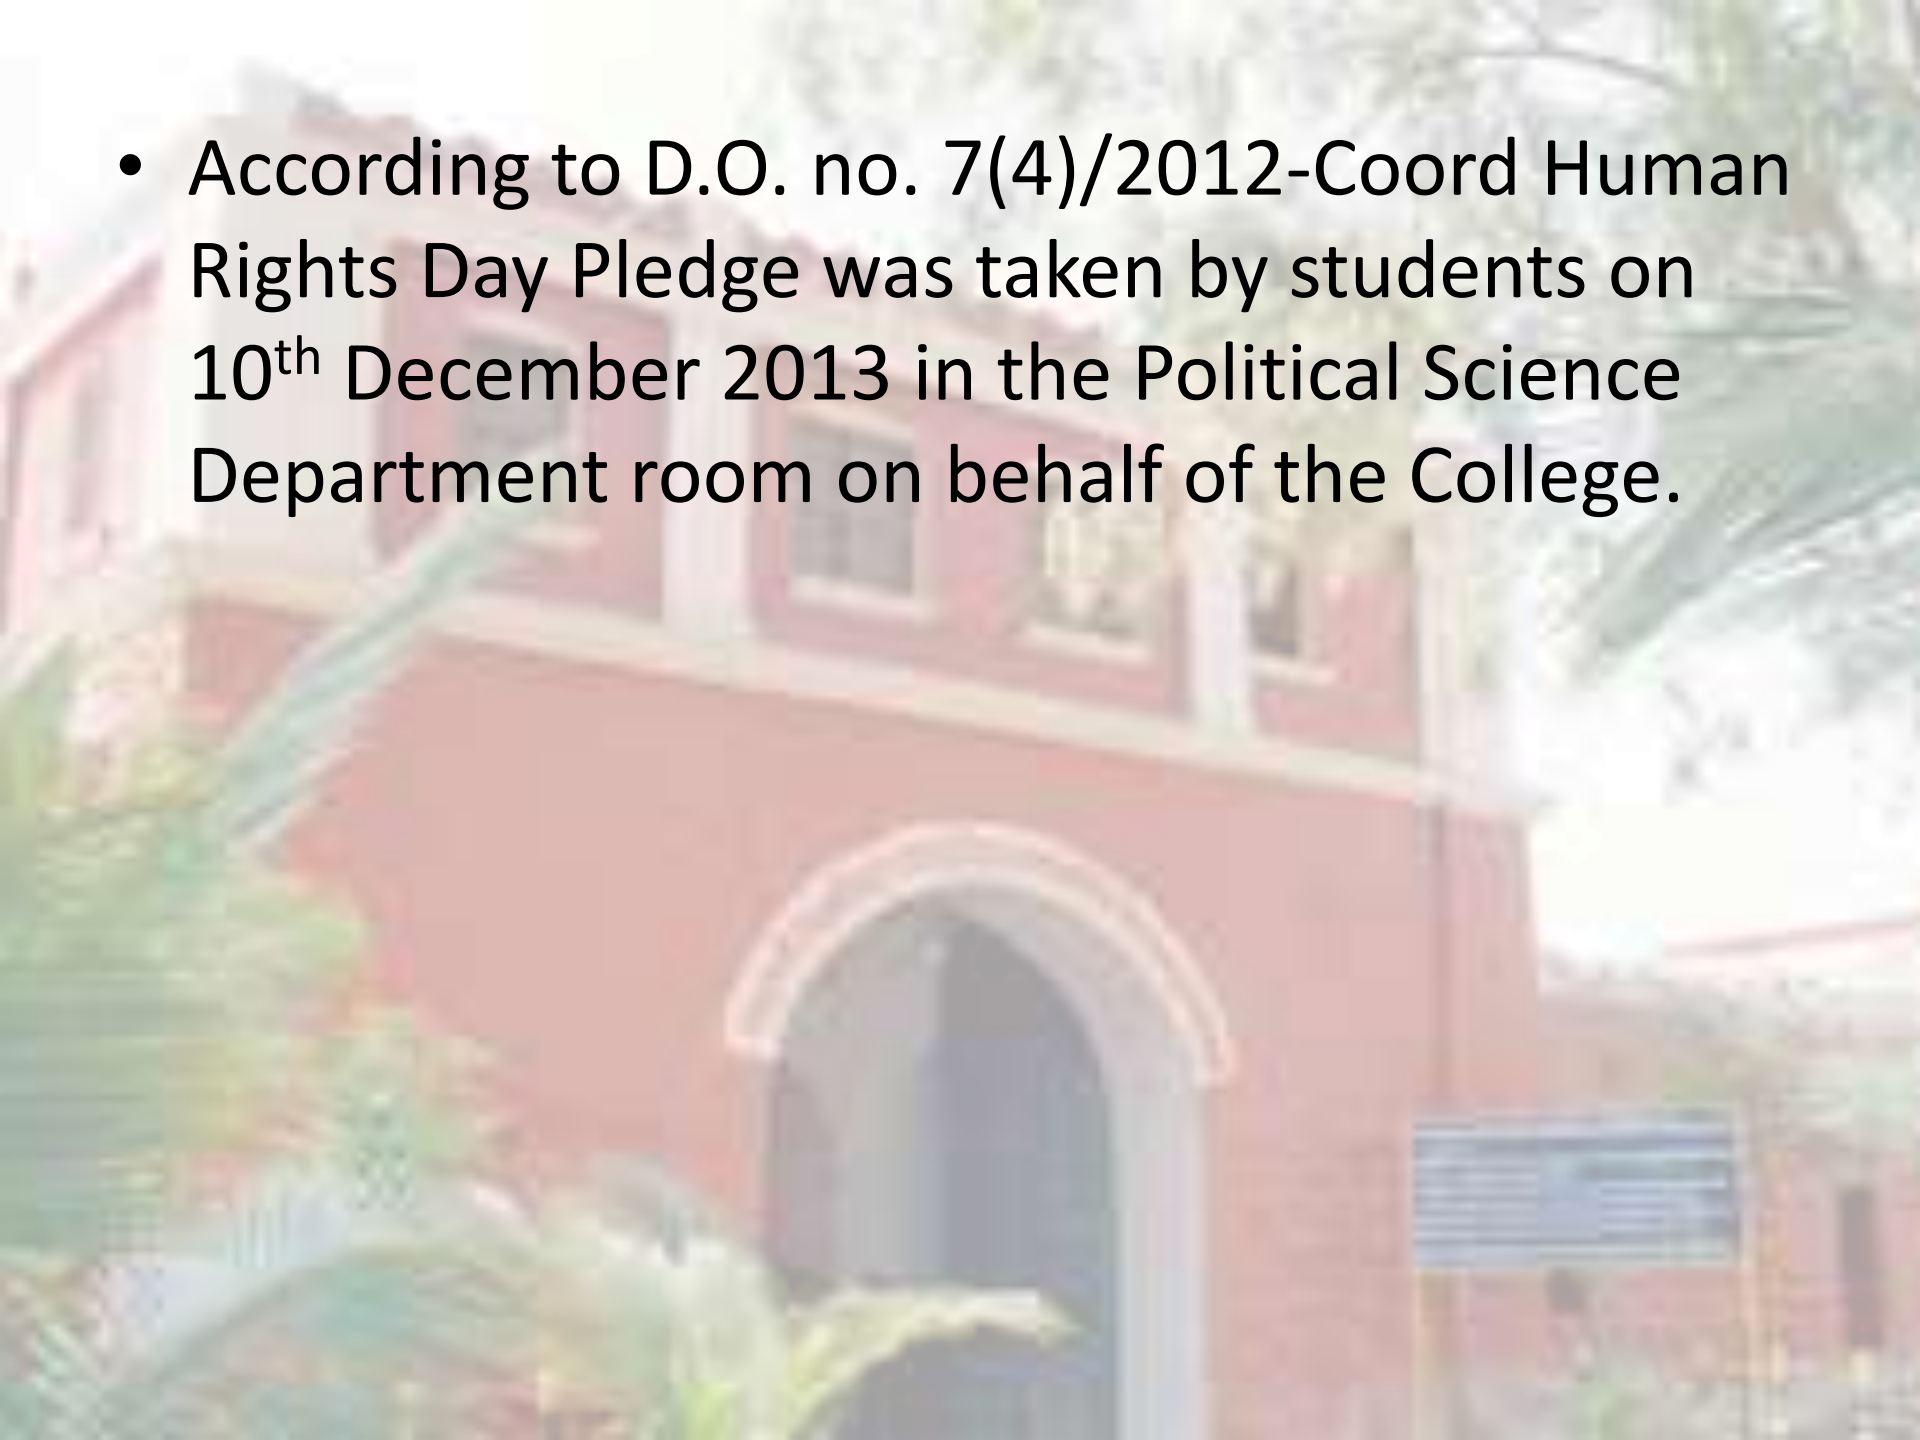 • According to D.O. no. 7(4)/2012-Coord Human
Rights Day Pledge was taken by students on
10th December 2013 in the Political Science
Department room on behalf of the College.